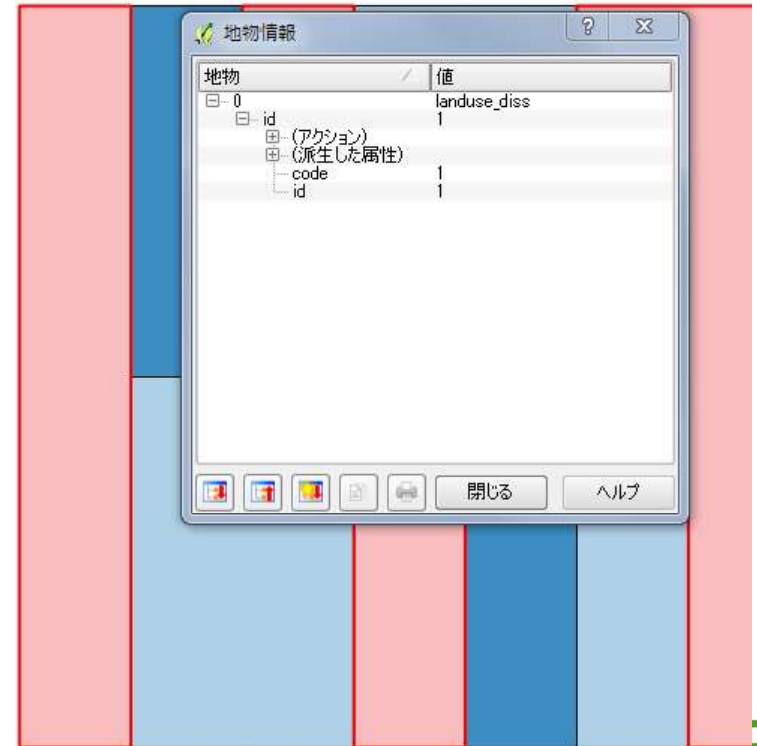 地物情報
地物 値
0 landuse_diss
id 1
(アクション)
(派生した属性)
code 1
id 1
閉じる ヘルプ